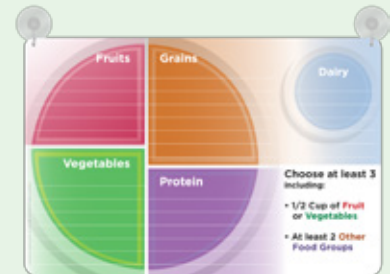 Fruits
Grains
Dairy
Vegetables
Protein
Choose at least 3
including:
• 1/2 Cup of Fruit
or Vegetables
• At least 2 Other
Food Groups